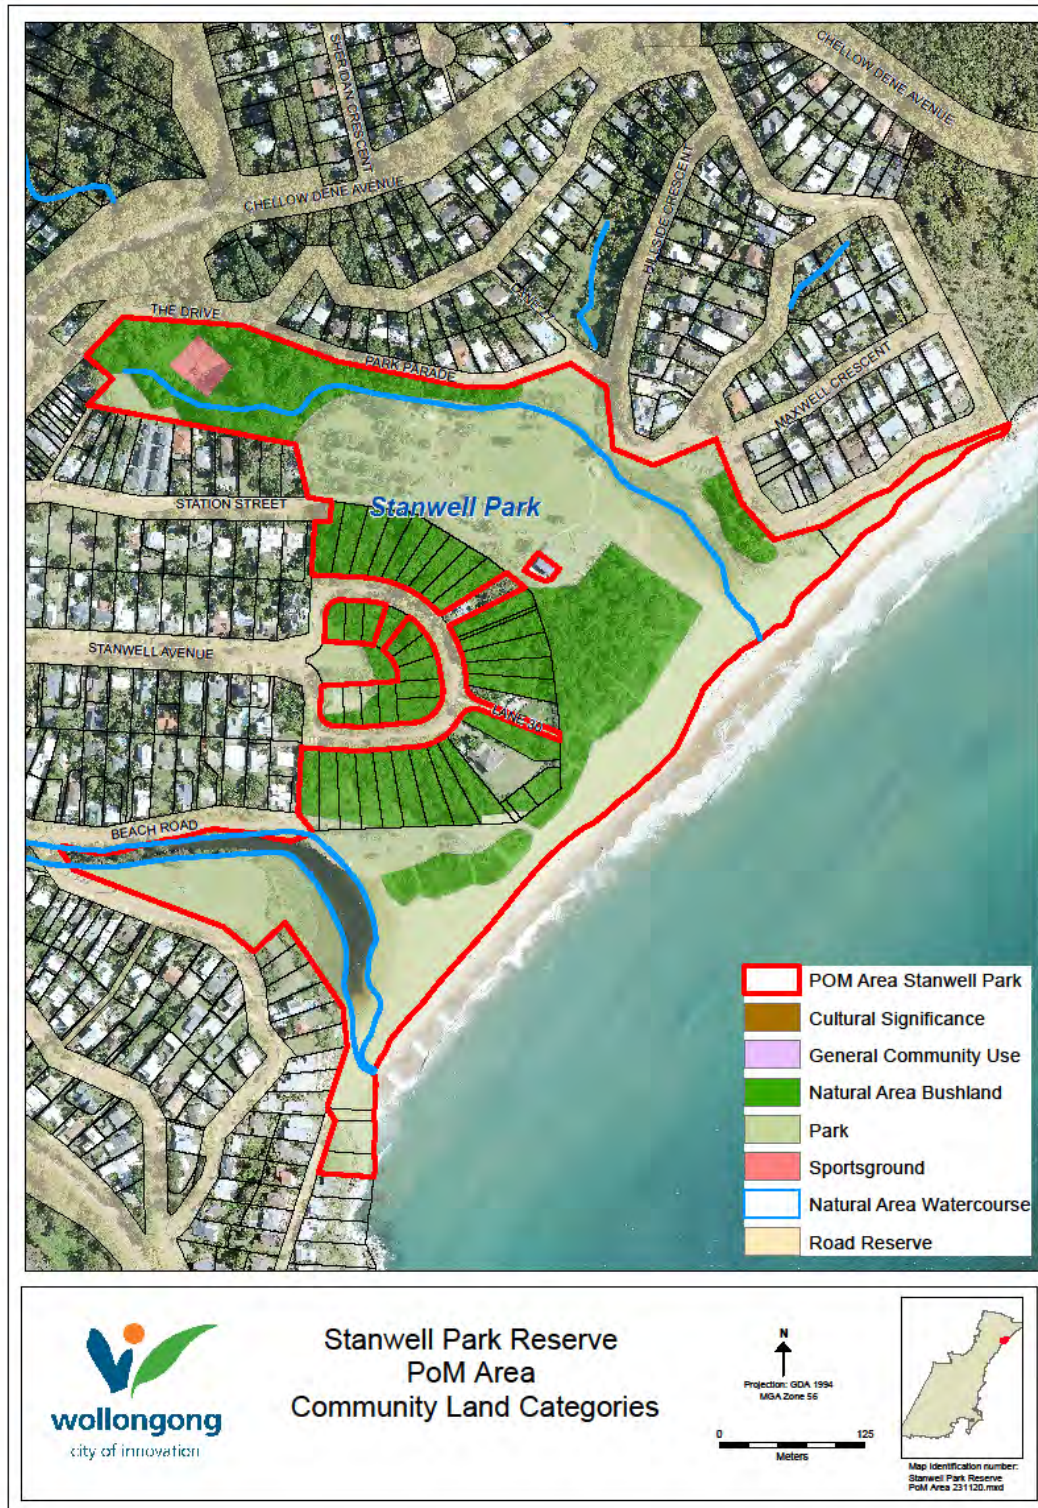 CHELLOW DENE AVENUE
SHERIDAN CRESCENT
CHELLOW DENE AVENUE
HILLSIDE CRESCENT
THE DRIVE
PARK PARADE
MAXWELL CRESCENT
STATION STREET
Stanwell Park
STANWELL AVENUE
LANE 39
BEACH ROAD
POM Area Stanwell Park
Cultural Significance
General Community Use
Natural Area Bushland
Park
Sportsground
Natural Area Watercourse
Road Reserve
wollongong
city of innovation
Stanwell Park Reserve
PoM Area
Community Land Categories
N
Projection: GDA 1994
MGA Zone 56
0 125
Meters
Map Identification number:
Stanwell Park Reserve
PoM Area 231120.mxd